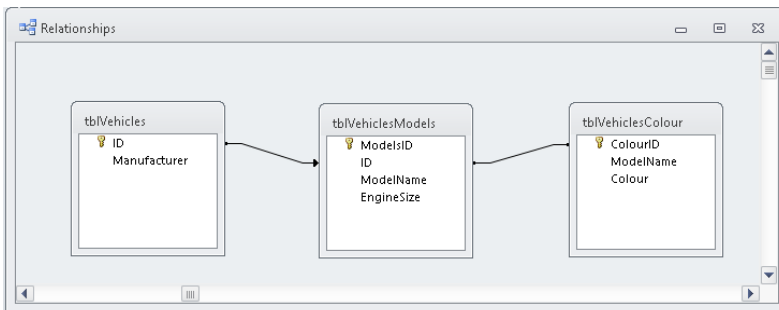 Relationships
tblVehicles
ID
Manufacturer
tblVehiclesModels
ModelsID
ID
ModelName
EngineSize
tblVehiclesColour
ColourID
ModelName
Colour